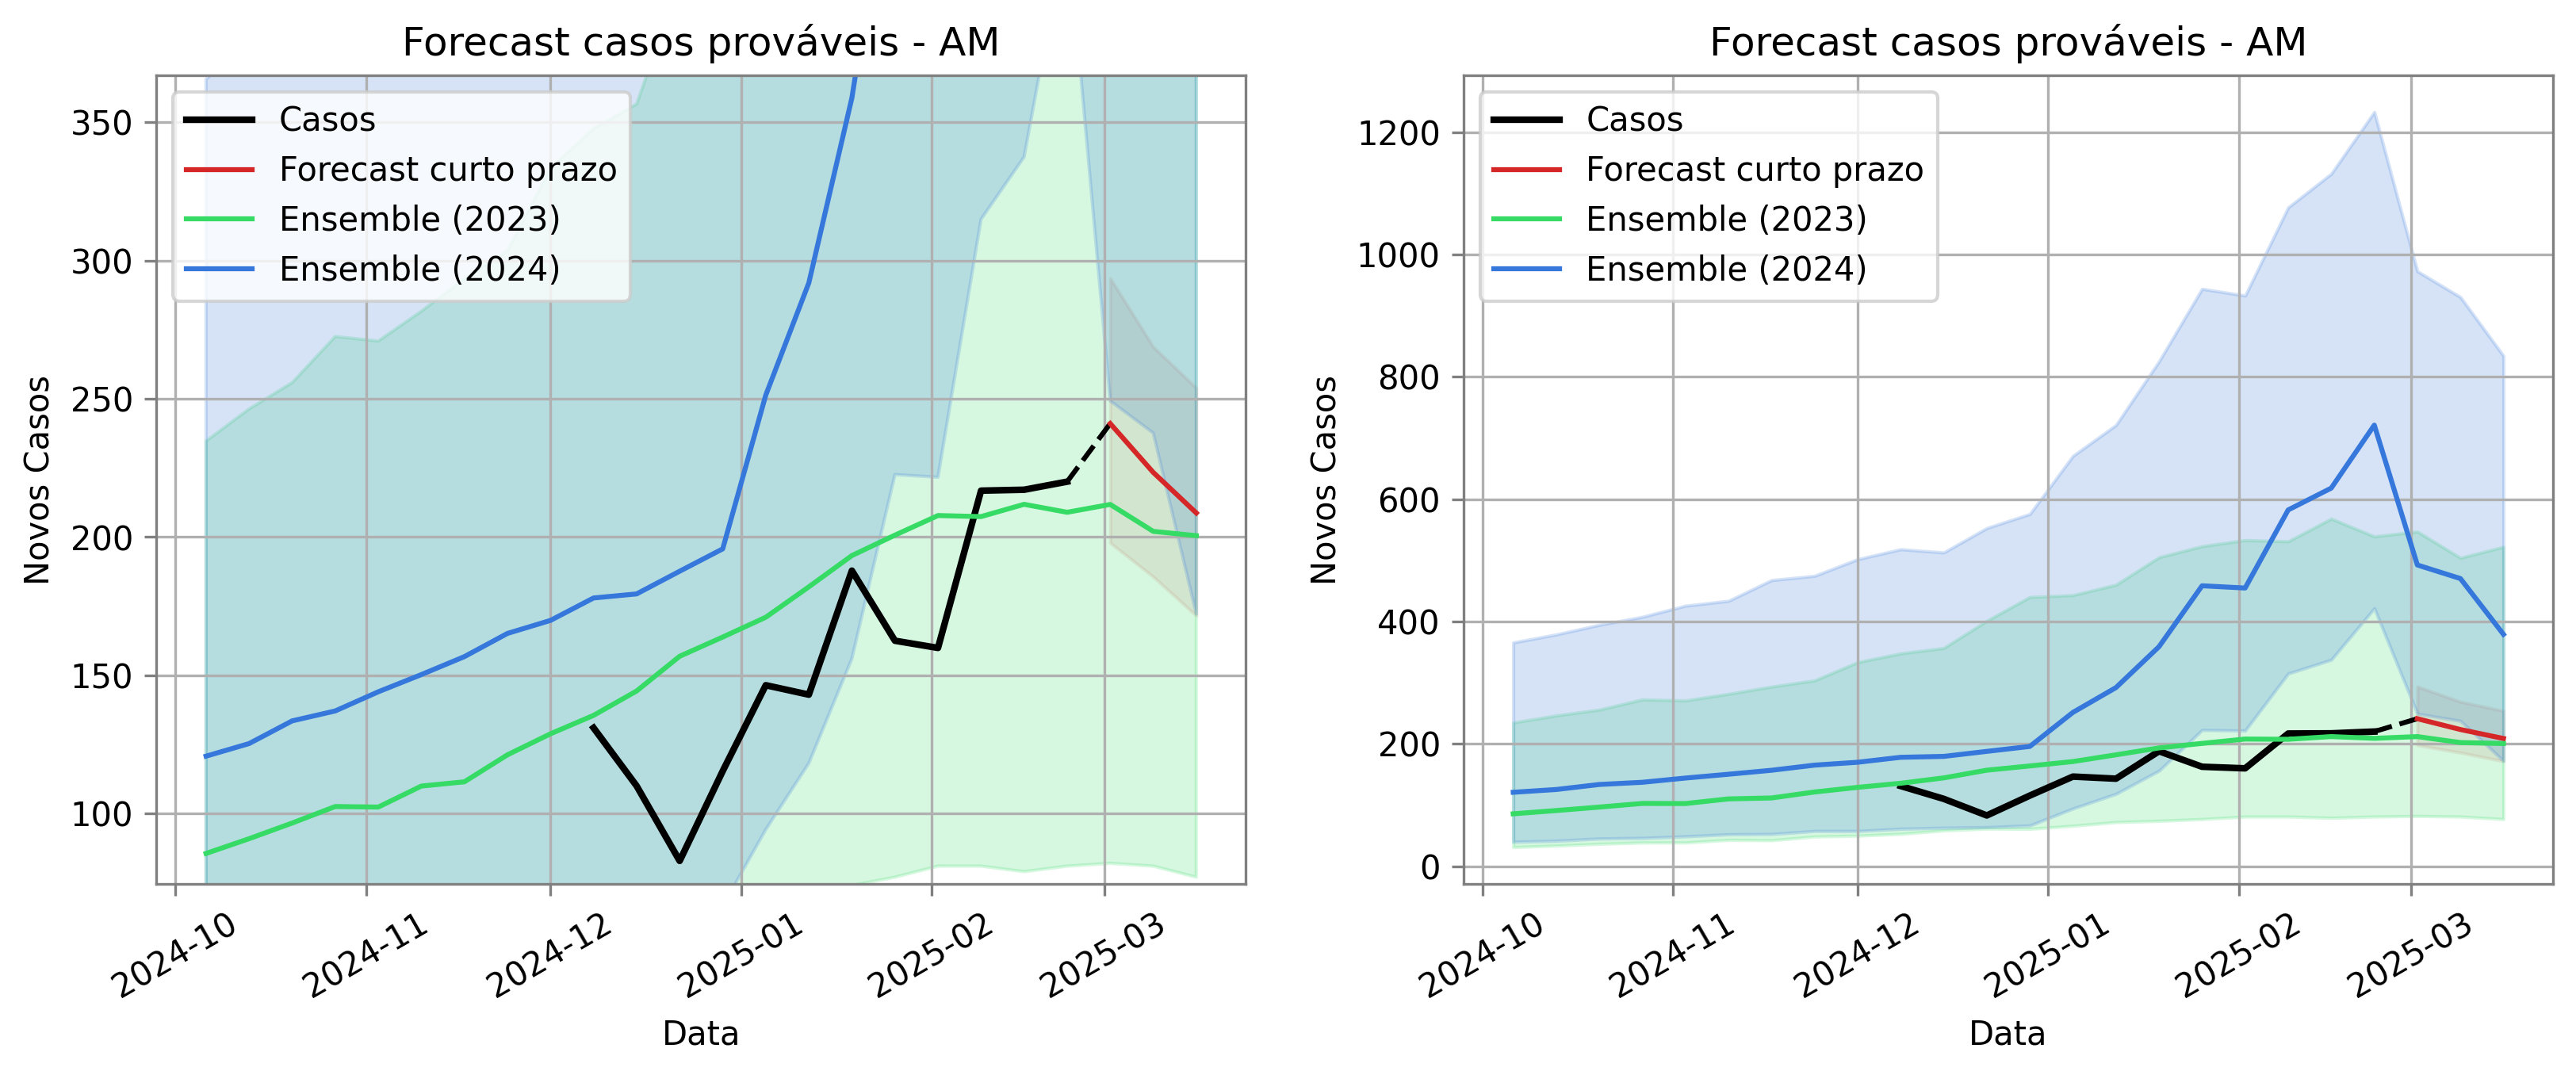 Forecast casos prováveis - AM
350
300
250
200
150
100
Novos Casos
Casos
Forecast curto prazo
Ensemble (2023)
Ensemble (2024)
2024-10
2024-11
2024-12
2025-01
2025-02
2025-03
Data
Forecast casos prováveis - AM
1200
1000
800
600
400
200
0
Novos Casos
Casos
Forecast curto prazo
Ensemble (2023)
Ensemble (2024)
2024-10
2024-11
2024-12
2025-01
2025-02
2025-03
Data